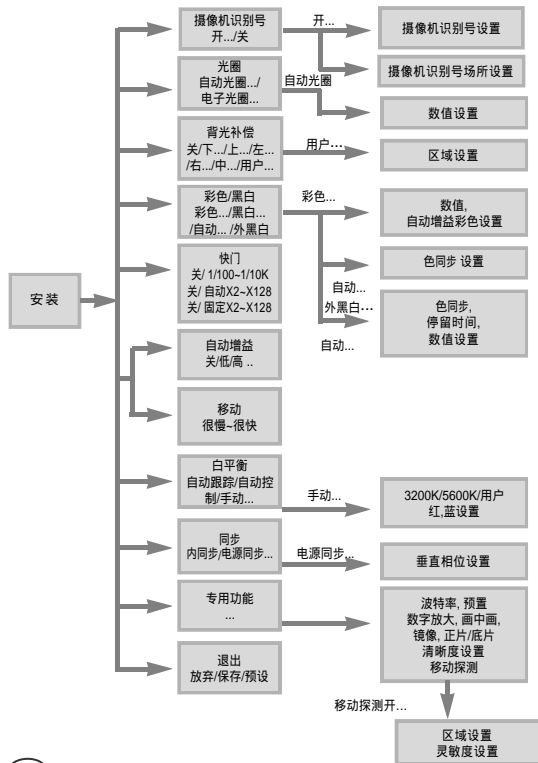 摄像机识别号
开.../关
开...
摄像机识别号设置
摄像机识别号场所设置
光圈
自动光圈.../
电子光圈...
自动光圈
数值设置
背光补偿
关/下.../上.../左...
/右.../中.../用户...
用户...
区域设置
彩色/黑白
彩色.../黑白...
/自动... /外黑白
彩色...
数值,
自动增益彩色设置
色同步 设置
自动...
外黑白...
自动...
色同步,
停留时间,
数值设置
安装
快门
关/ 1/100~1/10K
关/ 自动X2~X128
关/ 固定X2~X128
自动增益
关/低/高 ..
移动
很慢~很快
白平衡
自动跟踪/自动控
制/手动...
手动...
3200K/5600K/用户
红,蓝设置
同步
内同步/电源同步...
电源同步...
垂直相位设置
专用功能
...
波特率, 预置
数字放大, 画中画,
镜像, 正片/底片
清晰度设置
移动探测
退出
放弃/保存/预设
移动探测开...
区域设置
灵敏度设置